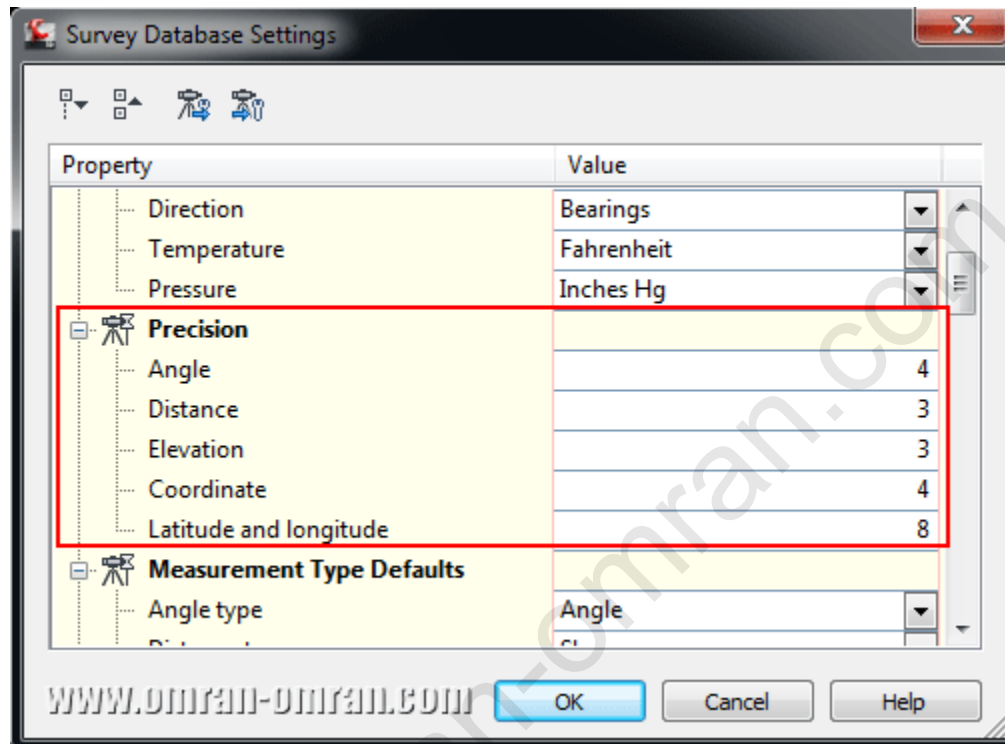 Survey Database Settings
Property Value
Direction Bearings
Temperature Fahrenheit
Pressure Inches Hg
Precision
Angle 4
Distance 3
Elevation 3
Coordinate 4
Latitude and longitude 8
Measurement Type Defaults
Angle type Angle
www.omran-omran.com OK Cancel Help
n-omran.com